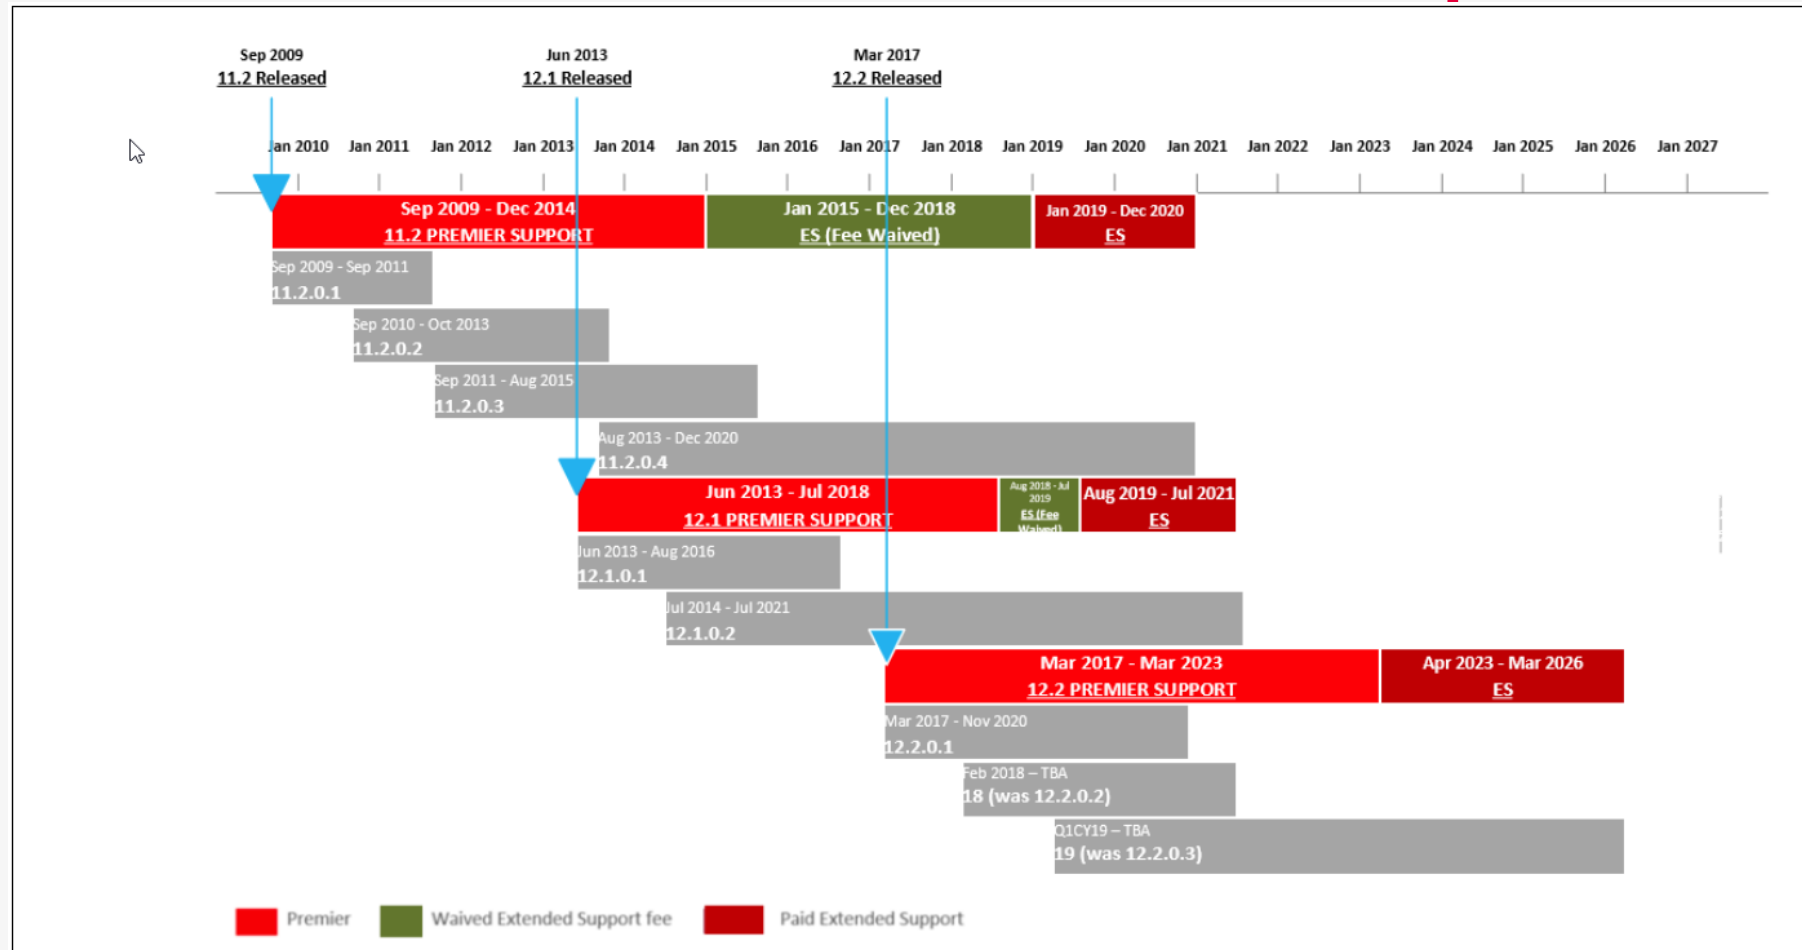 Sep 2009
11.2 Released
Jun 2013
12.1 Released
Mar 2017
12.2 Released
Jan 2010 Jan 2011 Jan 2012 Jan 2013 Jan 2014 Jan 2015 Jan 2016 Jan 2017 Jan 2018 Jan 2019 Jan 2020 Jan 2021 Jan 2022 Jan 2023 Jan 2024 Jan 2025 Jan 2026 Jan 2027
Sep 2009 - Dec 2014
11.2 PREMIER SUPPORT
Jan 2015 - Dec 2018
ES (Fee Waived)
Jan 2019 - Dec 2020
ES
Sep 2009 - Sep 2011
11.2.0.1
Sep 2010 - Oct 2013
11.2.0.2
Sep 2011 - Aug 2015
11.2.0.3
Aug 2013 - Dec 2020
11.2.0.4
Jun 2013 - Jul 2018
12.1 PREMIER SUPPORT
Aug 2018 - Jul
2019
ES (Fee
Waived)
Aug 2019 - Jul 2021
ES
Jun 2013 - Aug 2016
12.1.0.1
Jul 2014 - Jul 2021
12.1.0.2
Mar 2017 - Mar 2023
12.2 PREMIER SUPPORT
Apr 2023 - Mar 2026
ES
Mar 2017 - Nov 2020
12.2.0.1
Feb 2018 – TBA
18 (was 12.2.0.2)
Q1CY19 – TBA
19 (was 12.2.0.3)
Premier
Waived Extended Support fee
Paid Extended Support